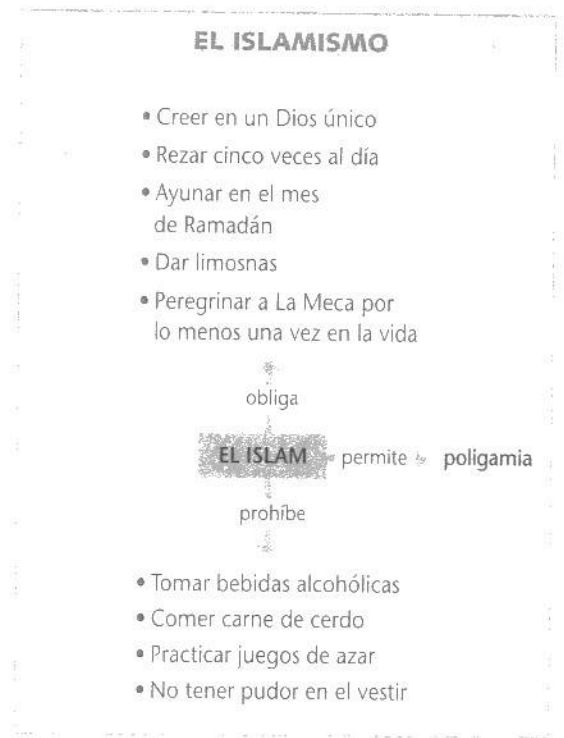 EL ISLAMISMO
• Creer en un Dios único
• Rezar cinco veces al día
• Ayunar en el mes
de Ramadán
• Dar limosnas
• Peregrinar a La Meca por
lo menos una vez en la vida
obliga
EL ISLAM permite poligamia
prohíbe
• Tomar bebidas alcohólicas
• Comer carne de cerdo
• Practicar juegos de azar
• No tener pudor en el vestir